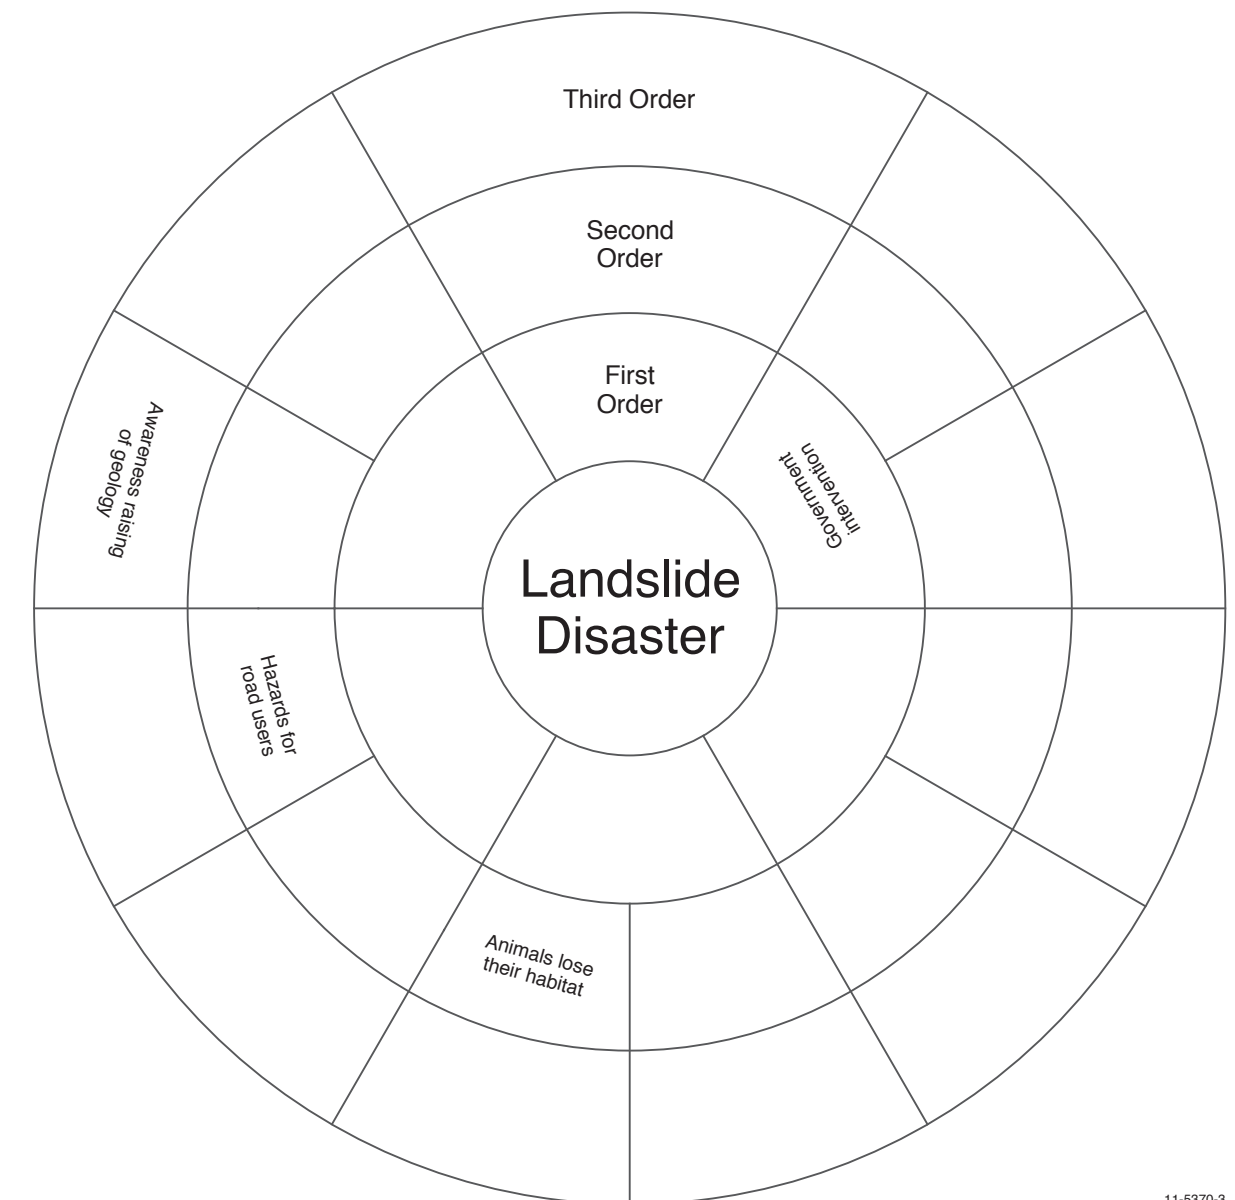 Third Order
Second
Order
First
Order
Government
intervention
Awareness raising
of geology
Landslide
Disaster
Hazards for
road users
Animals lose
their habitat
11-5370-3